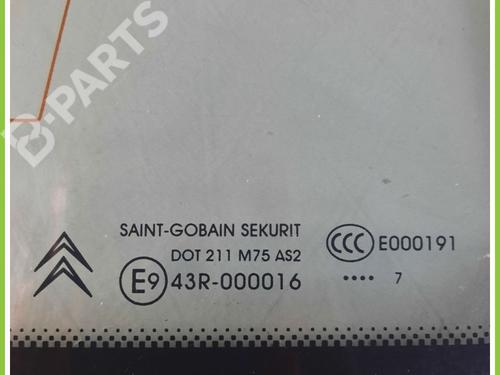 B-PARTS
SAINT-GOBAIN SEKURIT
DOT 211 M75 AS2
E9 43R-000016
CCC E000191
•••• 7